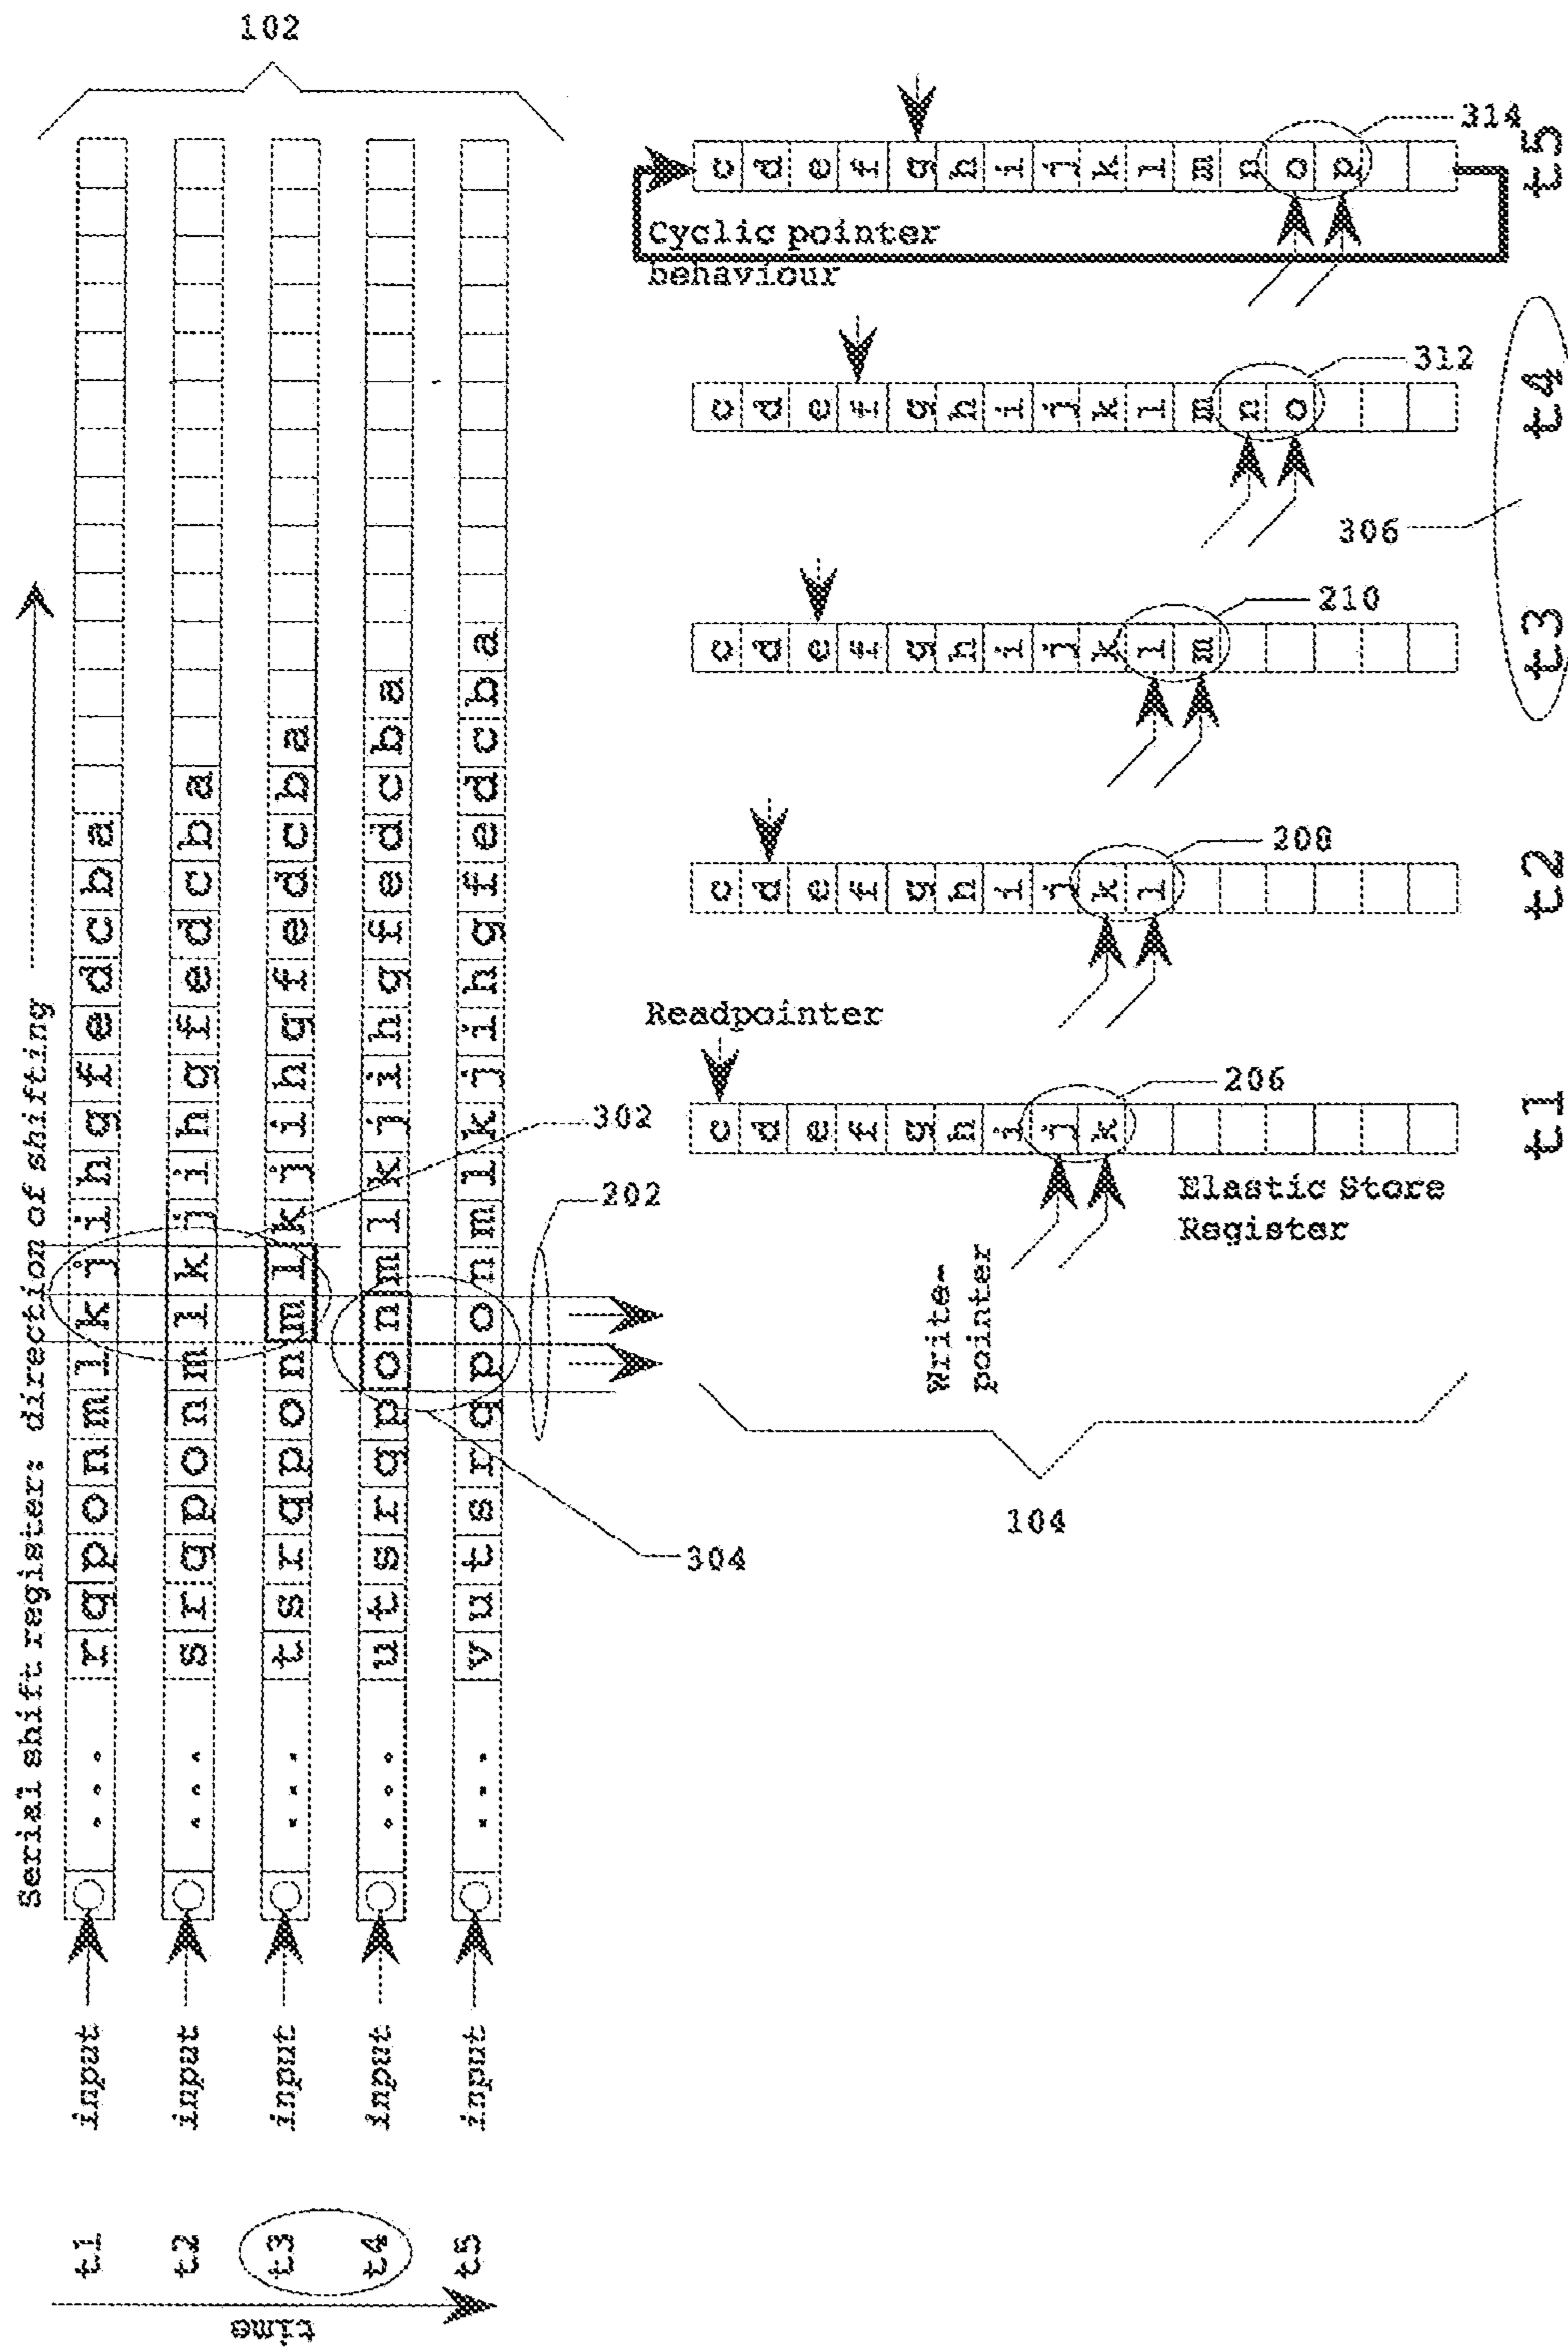 102
Serial shift register: direction of shifting
t1 input ... r q p o n m l k j i h g f e d c b a
t2 input ... s r q p o n m l k j i h g f e d c b a
t3 input ... t s r q p o n m l k j i h g f e d c b a
t4 input ... u t s r q p o n m l k j i h g f e d c b a
t5 input ... v u t s r q p o n m l k j i h g f e d c b a
time
302
202
304
Readpointer
Write-
pointer
Elastic Store
Register
104
c d e f g h i j k
206
t1
c d e f g h i j k l
208
t2
c d e f g h i j k l m
210
t3
306
c d e f g h i j k l m n o
312
t4
Cyclic pointer
behaviour
c d e f g h i j k l m n o p
314
t5